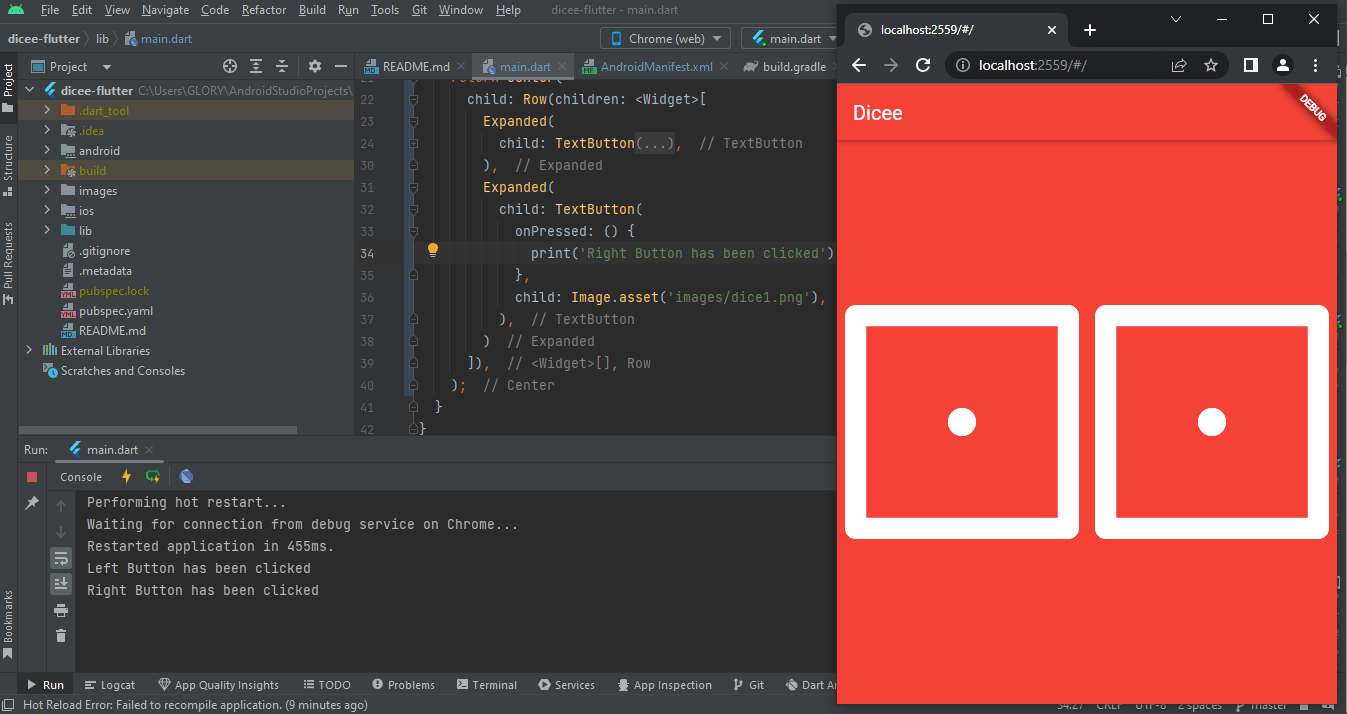 File Edit View Navigate Code Refactor Build Run Tools Git Window Help dicee-flutter - main.dart
dicee-flutter lib main.dart Chrome (web) main.dart
Project
Structure
Pull Requests
Bookmarks
Project
README.md main.dart AndroidManifest.xml build.gradle
dicee-flutter C:\Users\GLORY\AndroidStudioProjects\
.dart_tool
.idea
android
build
images
ios
lib
.gitignore
.metadata
pubspec.lock
pubspec.yaml
README.md
External Libraries
Scratches and Consoles
22 child: Row(children: <Widget>[
23 Expanded(
24 child: TextButton(...), // TextButton
30 ), // Expanded
31 Expanded(
32 child: TextButton(
33 onPressed: () {
34 print('Right Button has been clicked')
35 },
36 child: Image.asset('images/dice1.png'),
37 ), // TextButton
38 ) // Expanded
39 ]), // <Widget>[], Row
40 ); // Center
41 }
42 }
Run: main.dart
Console
Performing hot restart...
Waiting for connection from debug service on Chrome...
Restarted application in 455ms.
Left Button has been clicked
Right Button has been clicked
Run Logcat App Quality Insights TODO Problems Terminal Services App Inspection Git Dart
Hot Reload Error: Failed to recompile application. (9 minutes ago)
34:27 CRLF UTF-8 2 spaces master
localhost:2559/#/
localhost:2559/#/
Dicee
DEBUG